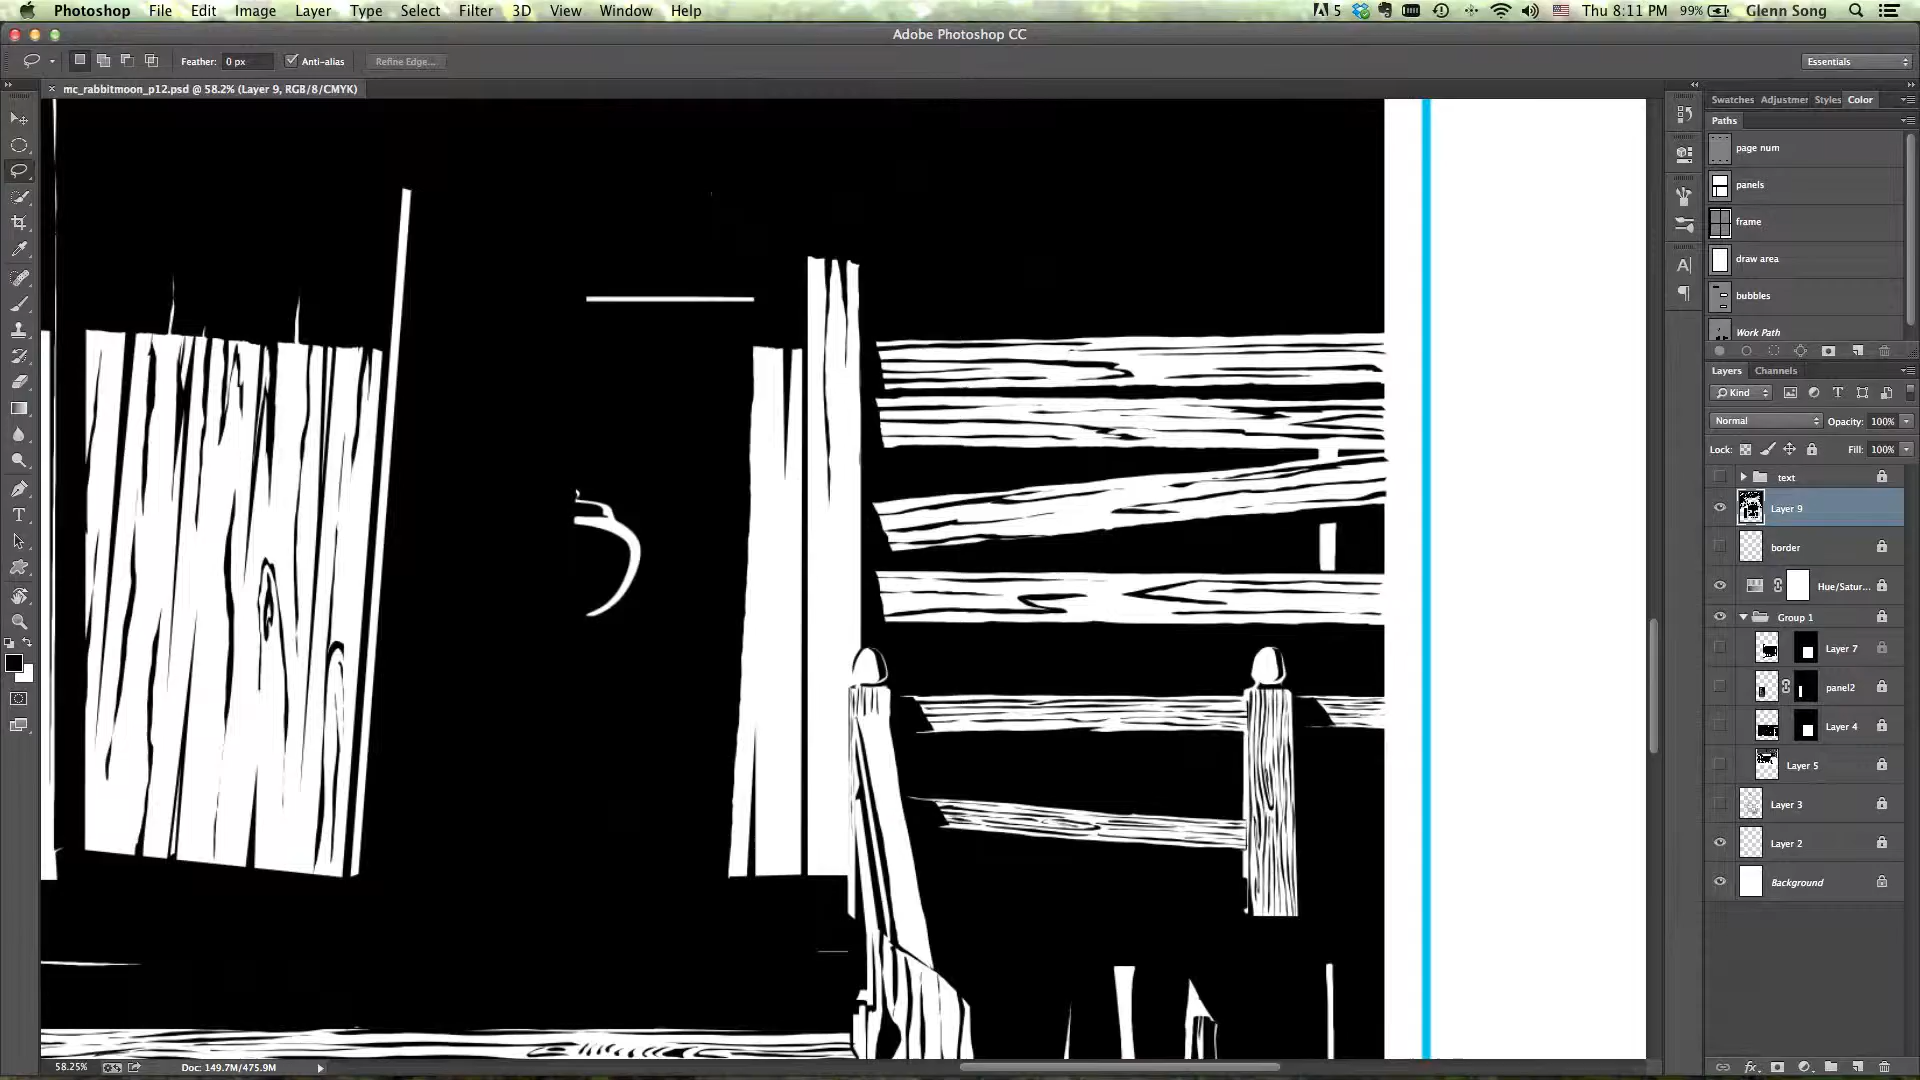 Photoshop File Edit Image Layer Type Select Filter 3D View Window Help 5 Thu 8:11 PM 99% Glenn Song
Adobe Photoshop CC
Feather: 0 px Anti-alias Refine Edge... Essentials
mc_rabbitmoon_p12.psd @ 58.2% (Layer 9, RGB/8/CMYK)
Swatches Adjustmer Styles Color
Paths
page num
panels
frame
draw area
bubbles
Work Path
Layers Channels
Kind
Normal Opacity: 100%
Lock: Fill: 100%
text
Layer 9
border
Hue/Satur...
Group 1
Layer 7
panel2
Layer 4
Layer 5
Layer 3
Layer 2
Background
58.25% Doc: 149.7M/475.9M